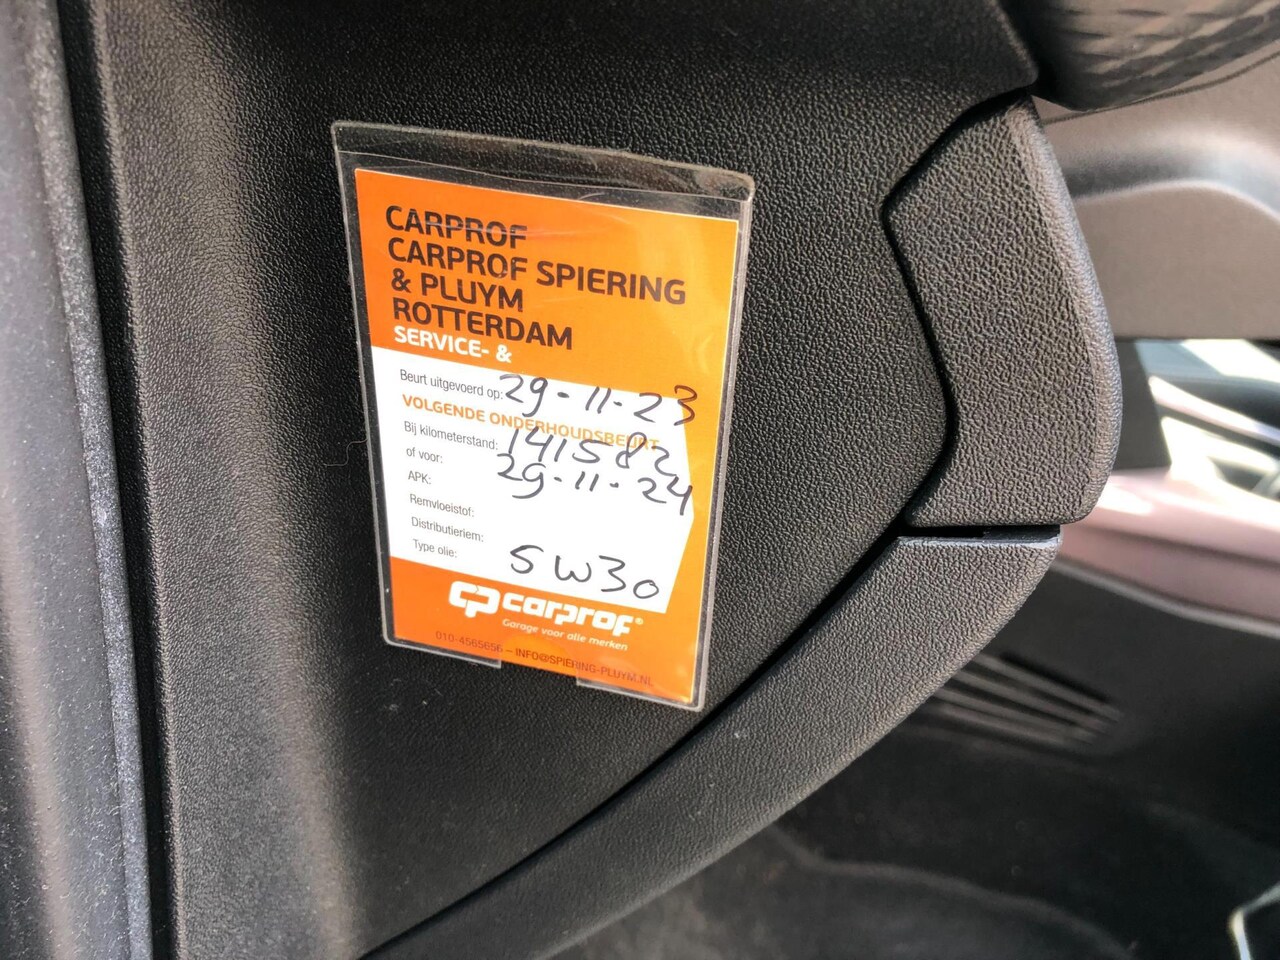 CARPROF
CARPROF SPIERING
& PLUYM
ROTTERDAM
SERVICE- &
Beurt uitgevoerd op: 29-11-23
VOLGENDE ONDERHOUDSBEURT
Bij kilometerstand: 141582
of voor: 29-11-24
APK:
Remvloeistof:
Distributieriem:
Type olie: 5W30
CP carprof®
Garage voor alle merken
010-4565656 – INFO@SPIERING-PLUYM.NL